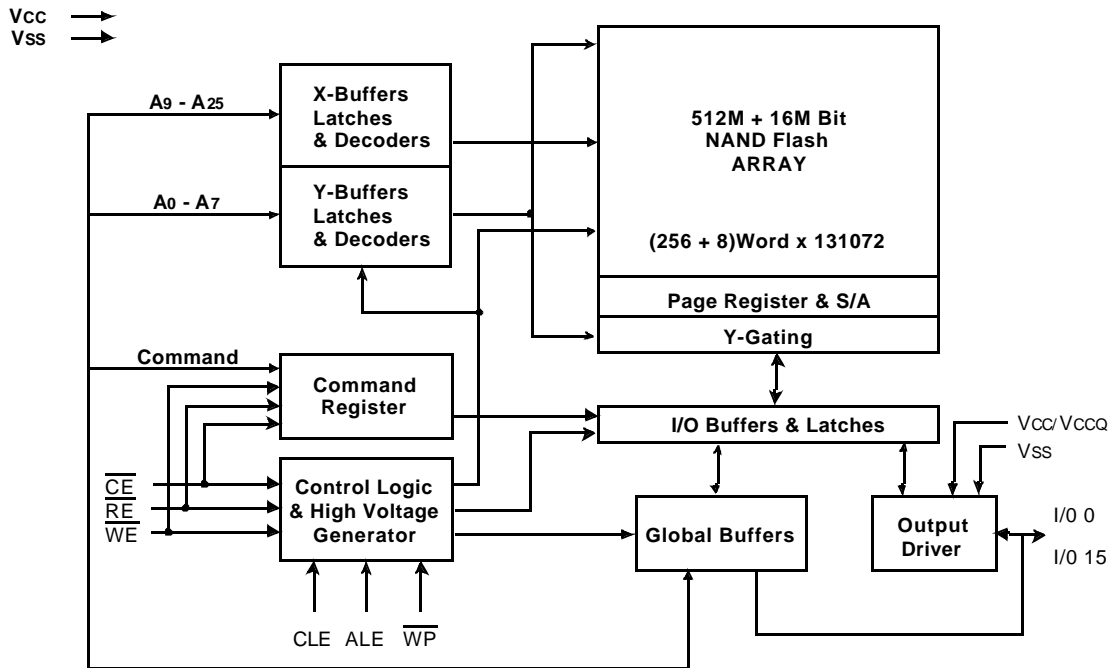 VCC
VSS
A9 - A25
X-Buffers
Latches
& Decoders
512M + 16M Bit
NAND Flash
ARRAY
A0 - A7
Y-Buffers
Latches
& Decoders
(256 + 8)Word x 131072
Page Register & S/A
Y-Gating
Command
Command
Register
I/O Buffers & Latches
VCC/VCCQ
VSS
CE
RE
WE
Control Logic
& High Voltage
Generator
Global Buffers
Output
Driver
I/0 0
I/0 15
CLE
ALE
WP